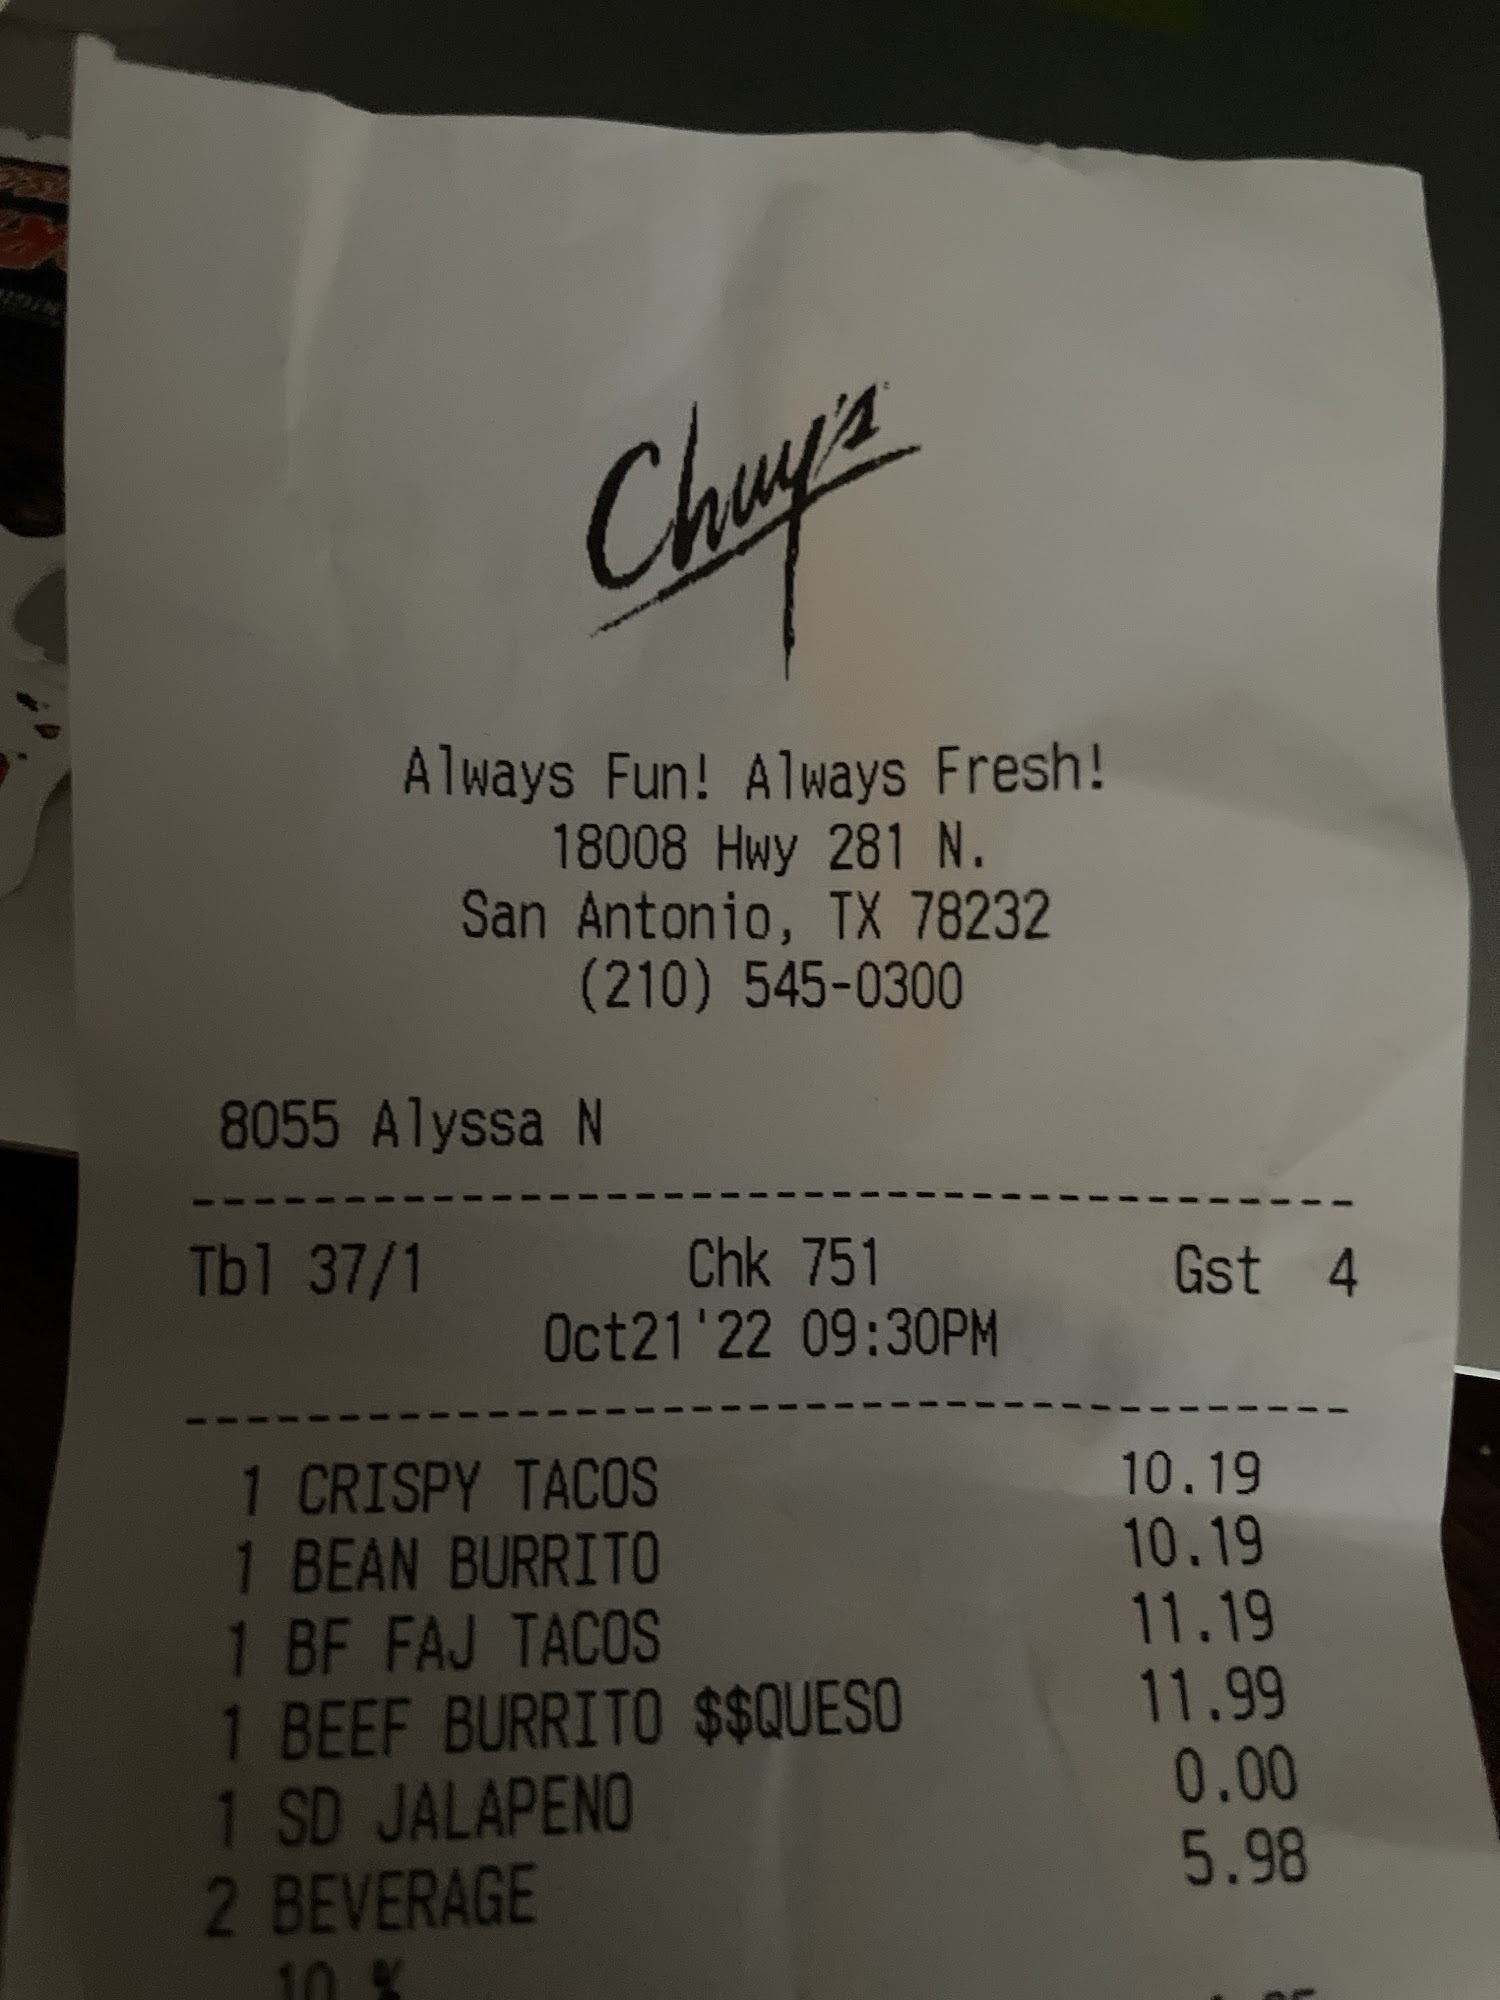 Chuy's
Always Fun! Always Fresh!
18008 Hwy 281 N.
San Antonio, TX 78232
(210) 545-0300
8055 Alyssa N
Tbl 37/1 Chk 751 Gst 4
Oct21'22 09:30PM
1 CRISPY TACOS 10.19
1 BEAN BURRITO 10.19
1 BF FAJ TACOS 11.19
1 BEEF BURRITO $$QUESO 11.99
1 SD JALAPENO 0.00
2 BEVERAGE 5.98
10 %